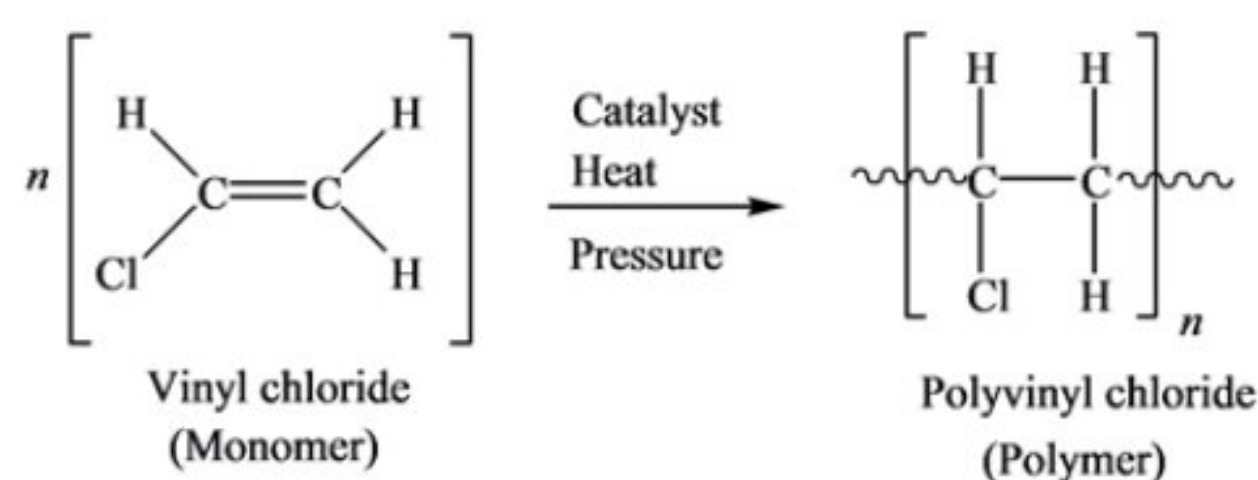 H H H H
n C C Catalyst Heat C C
Cl H Pressure Cl H n
Vinyl chloride
(Monomer)
Polyvinyl chloride
(Polymer)